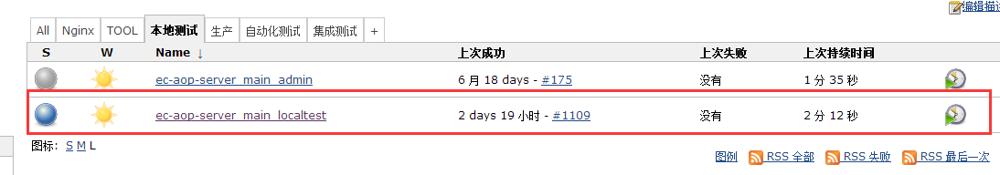 编辑描述
All Nginx TOOL 本地测试 生产 自动化测试 集成测试 +
S W Name ↓ 上次成功 上次失败 上次持续时间
ec-aop-server_main_admin 6 月 18 days - #175 没有 1 分 35 秒
ec-aop-server_main_localtest 2 days 19 小时 - #1109 没有 2 分 12 秒
图标: S M L
图例 RSS 全部 RSS 失败 RSS 最后一次